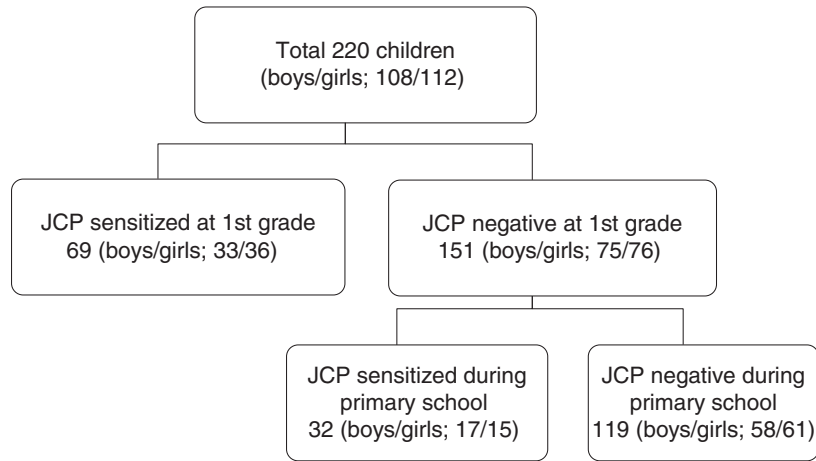 Total 220 children
(boys/girls; 108/112)
JCP sensitized at 1st grade
69 (boys/girls; 33/36)
JCP negative at 1st grade
151 (boys/girls; 75/76)
JCP sensitized during
primary school
32 (boys/girls; 17/15)
JCP negative during
primary school
119 (boys/girls; 58/61)